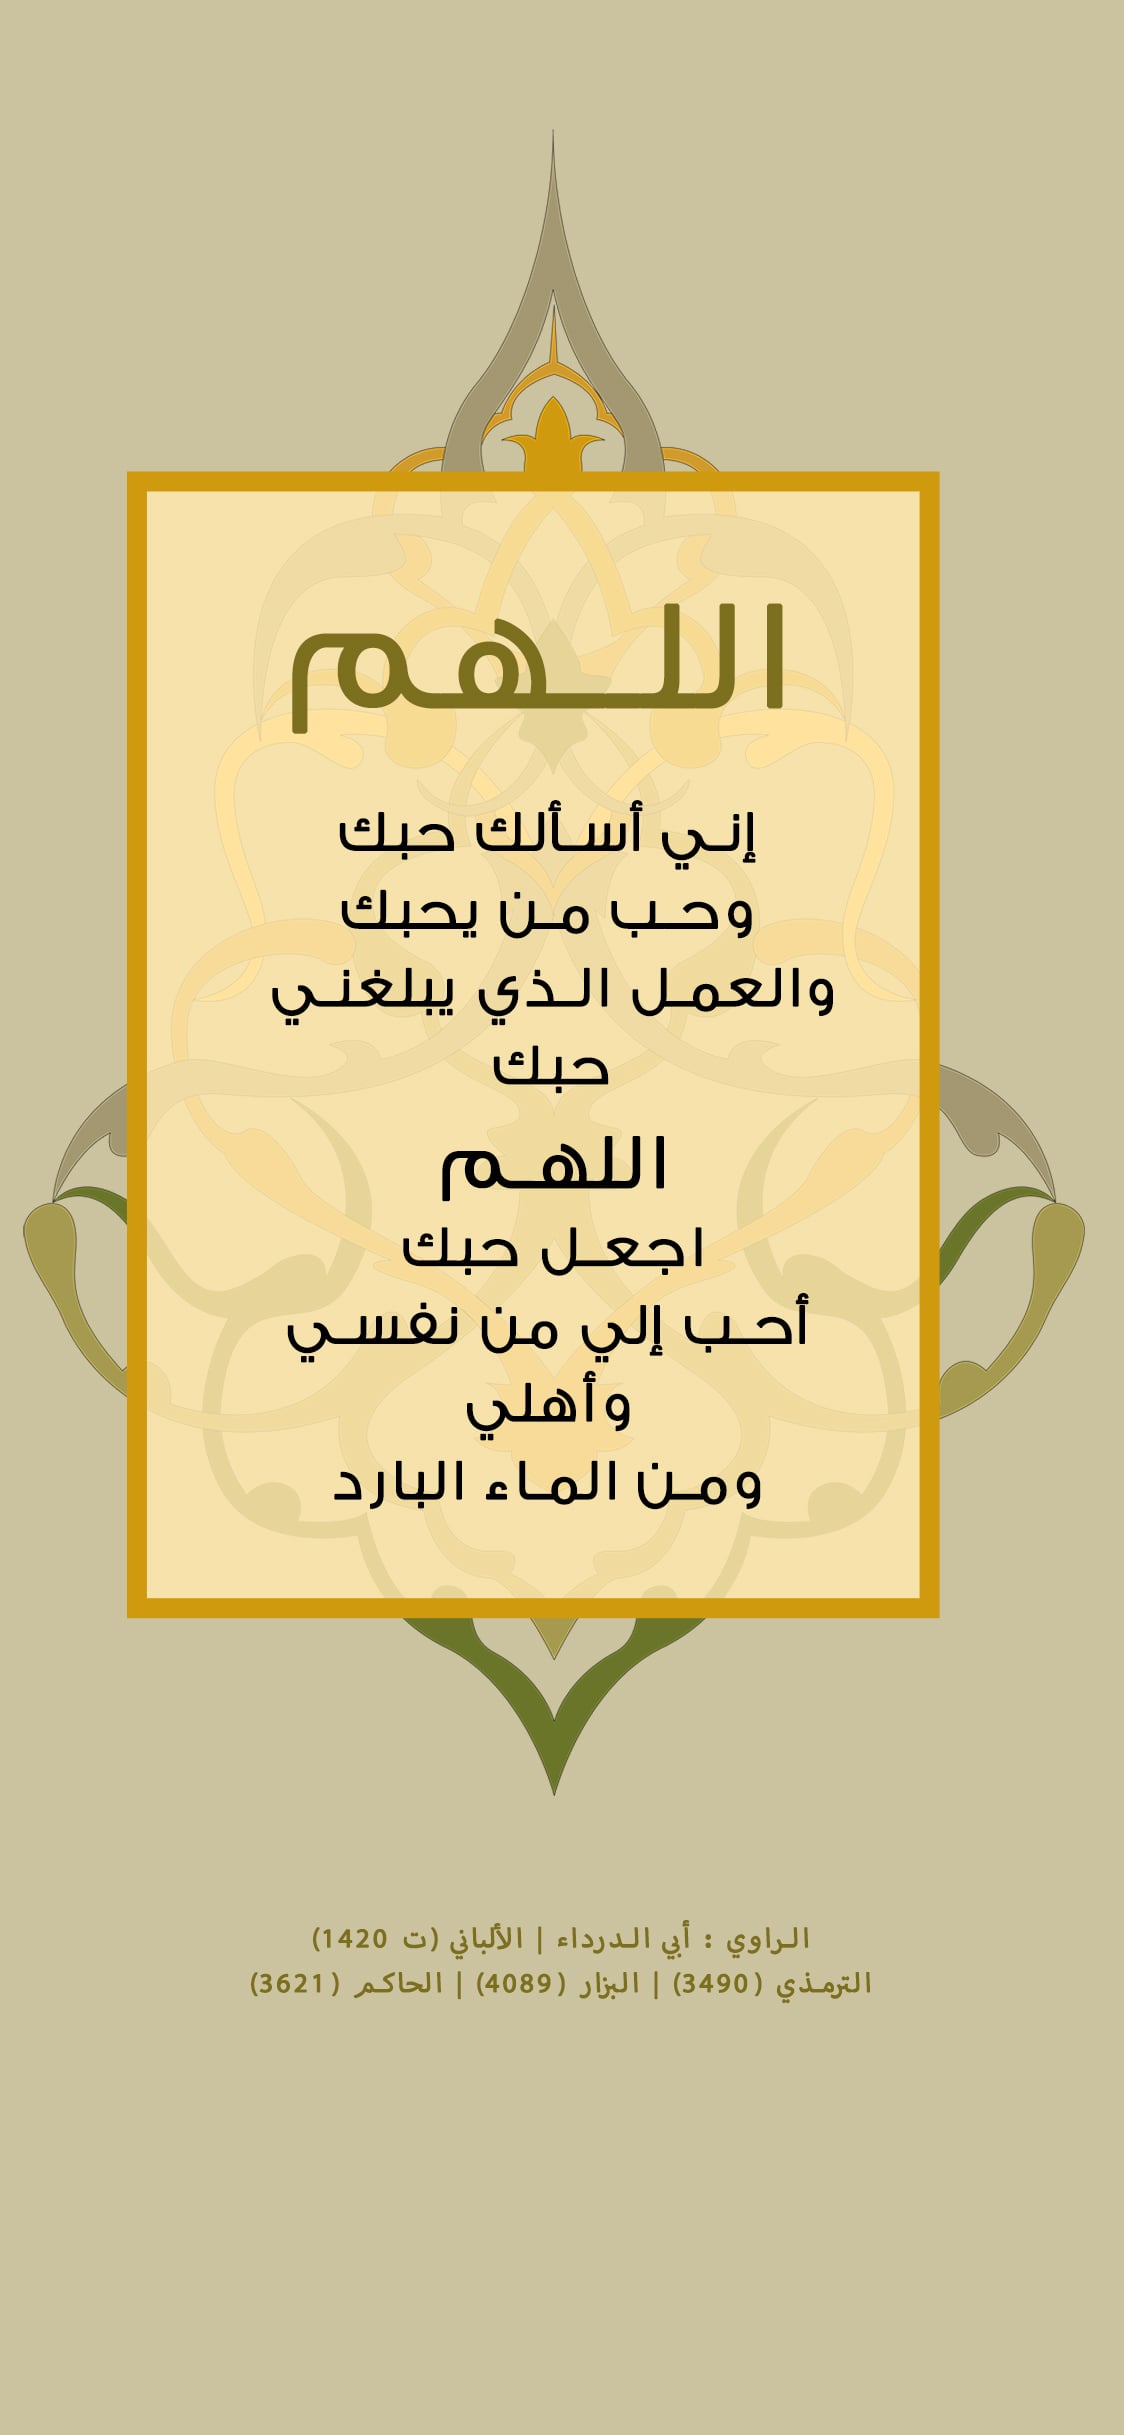 اللهم
إني أسألك حبك
وحب من يحبك
والعمل الذي يبلغني
حبك
اللهم
اجعل حبك
أحب إلي من نفسي
وأهلي
ومن الماء البارد
الراوي : أبي الدرداء | الألباني (ت 1420)
الترمذي (3490) | البزار (4089) | الحاكم (3621)